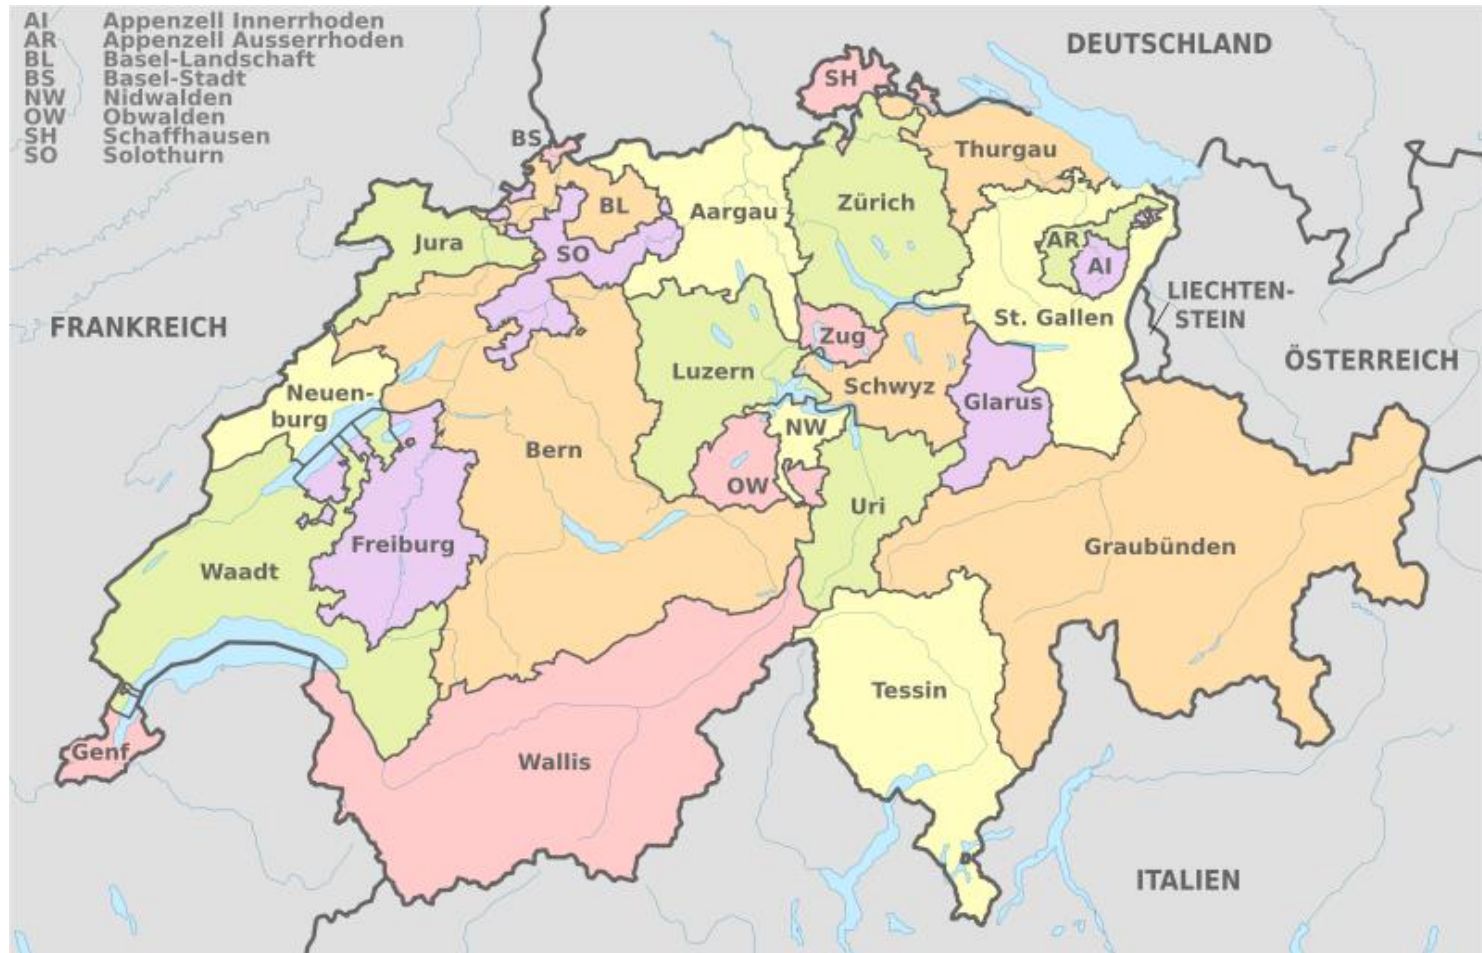 AI Appenzell Innerrhoden
AR Appenzell Ausserrhoden
BL Basel-Landschaft
BS Basel-Stadt
NW Nidwalden
OW Obwalden
SH Schaffhausen
SO Solothurn
DEUTSCHLAND
SH
BS
Thurgau
Zürich
BL
Aargau
Jura
AR
SO
AI
LIECHTEN-
STEIN
St. Gallen
FRANKREICH
Zug
ÖSTERREICH
Luzern
Schwyz
Neuen-
burg
Glarus
NW
Bern
OW
Uri
Freiburg
Graubünden
Waadt
Tessin
Genf
Wallis
ITALIEN